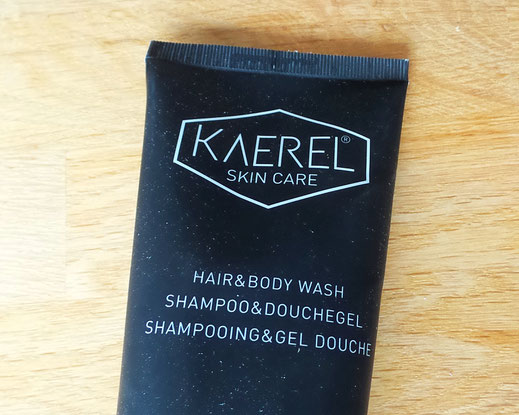 KAEREL®
SKIN CARE
HAIR&BODY WASH
SHAMPOO&DOUCHEGEL
SHAMPOOING&GEL DOUCHE